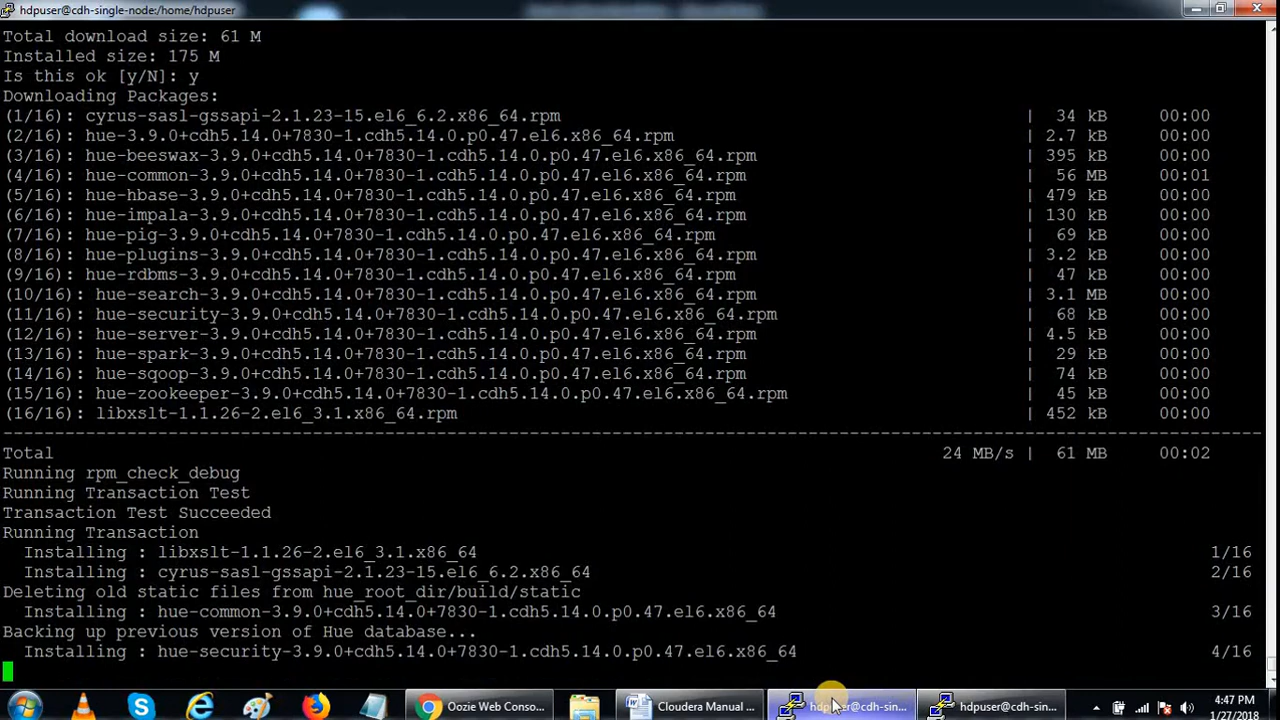 hdpuser@cdh-single-node:/home/hdpuser
Total download size: 61 M
Installed size: 175 M
Is this ok [y/N]: y
Downloading Packages:
(1/16): cyrus-sasl-gssapi-2.1.23-15.el6_6.2.x86_64.rpm | 34 kB 00:00
(2/16): hue-3.9.0+cdh5.14.0+7830-1.cdh5.14.0.p0.47.el6.x86_64.rpm | 2.7 kB 00:00
(3/16): hue-beeswax-3.9.0+cdh5.14.0+7830-1.cdh5.14.0.p0.47.el6.x86_64.rpm | 395 kB 00:00
(4/16): hue-common-3.9.0+cdh5.14.0+7830-1.cdh5.14.0.p0.47.el6.x86_64.rpm | 56 MB 00:01
(5/16): hue-hbase-3.9.0+cdh5.14.0+7830-1.cdh5.14.0.p0.47.el6.x86_64.rpm | 479 kB 00:00
(6/16): hue-impala-3.9.0+cdh5.14.0+7830-1.cdh5.14.0.p0.47.el6.x86_64.rpm | 130 kB 00:00
(7/16): hue-pig-3.9.0+cdh5.14.0+7830-1.cdh5.14.0.p0.47.el6.x86_64.rpm | 69 kB 00:00
(8/16): hue-plugins-3.9.0+cdh5.14.0+7830-1.cdh5.14.0.p0.47.el6.x86_64.rpm | 3.2 kB 00:00
(9/16): hue-rdbms-3.9.0+cdh5.14.0+7830-1.cdh5.14.0.p0.47.el6.x86_64.rpm | 47 kB 00:00
(10/16): hue-search-3.9.0+cdh5.14.0+7830-1.cdh5.14.0.p0.47.el6.x86_64.rpm | 3.1 MB 00:00
(11/16): hue-security-3.9.0+cdh5.14.0+7830-1.cdh5.14.0.p0.47.el6.x86_64.rpm | 68 kB 00:00
(12/16): hue-server-3.9.0+cdh5.14.0+7830-1.cdh5.14.0.p0.47.el6.x86_64.rpm | 4.5 kB 00:00
(13/16): hue-spark-3.9.0+cdh5.14.0+7830-1.cdh5.14.0.p0.47.el6.x86_64.rpm | 29 kB 00:00
(14/16): hue-sqoop-3.9.0+cdh5.14.0+7830-1.cdh5.14.0.p0.47.el6.x86_64.rpm | 74 kB 00:00
(15/16): hue-zookeeper-3.9.0+cdh5.14.0+7830-1.cdh5.14.0.p0.47.el6.x86_64.rpm | 45 kB 00:00
(16/16): libxslt-1.1.26-2.el6_3.1.x86_64.rpm | 452 kB 00:00
--------------------------------------------------------------------------------
Total 24 MB/s | 61 MB 00:02
Running rpm_check_debug
Running Transaction Test
Transaction Test Succeeded
Running Transaction
Installing : libxslt-1.1.26-2.el6_3.1.x86_64 1/16
Installing : cyrus-sasl-gssapi-2.1.23-15.el6_6.2.x86_64 2/16
Deleting old static files from hue_root_dir/build/static
Installing : hue-common-3.9.0+cdh5.14.0+7830-1.cdh5.14.0.p0.47.el6.x86_64 3/16
Backing up previous version of Hue database...
Installing : hue-security-3.9.0+cdh5.14.0+7830-1.cdh5.14.0.p0.47.el6.x86_64 4/16
Oozie Web Conso... Cloudera Manual ... hdpuser@cdh-sin... hdpuser@cdh-sin... 4:47 PM
1/27/2018